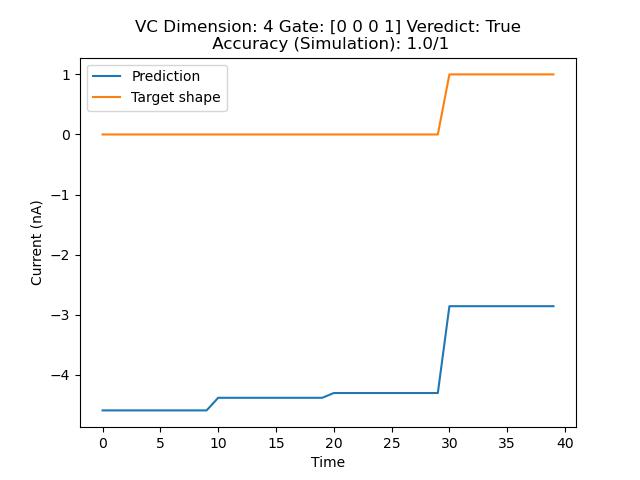 VC Dimension: 4 Gate: [0 0 0 1] Veredict: True
Accuracy (Simulation): 1.0/1
Prediction
Target shape
1
0
−1
−2
−3
−4
Current (nA)
0 5 10 15 20 25 30 35 40
Time